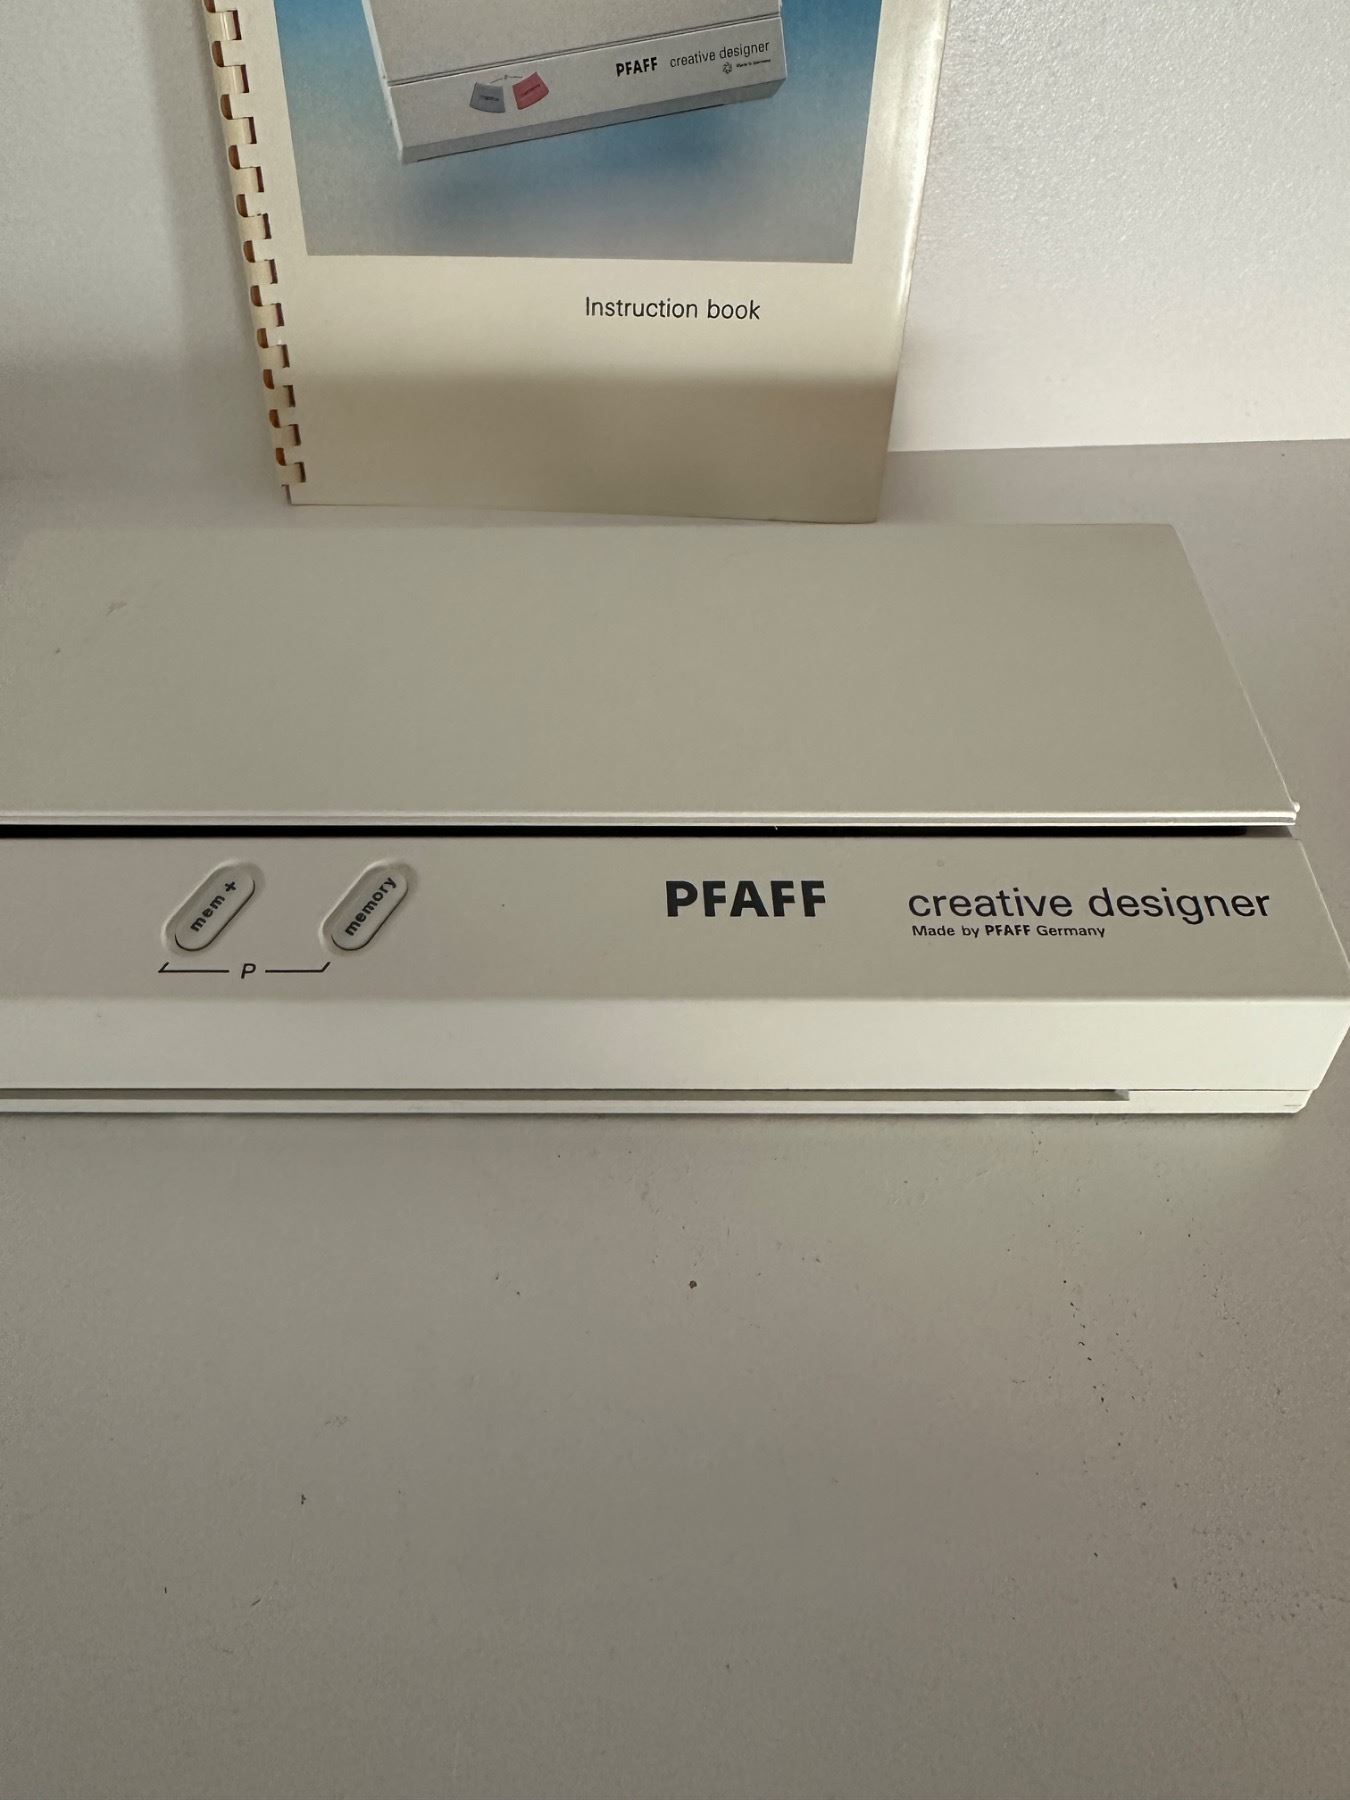 PFAFF creative designer
Instruction book
mem +
memory
P
PFAFF
creative designer
Made by PFAFF Germany